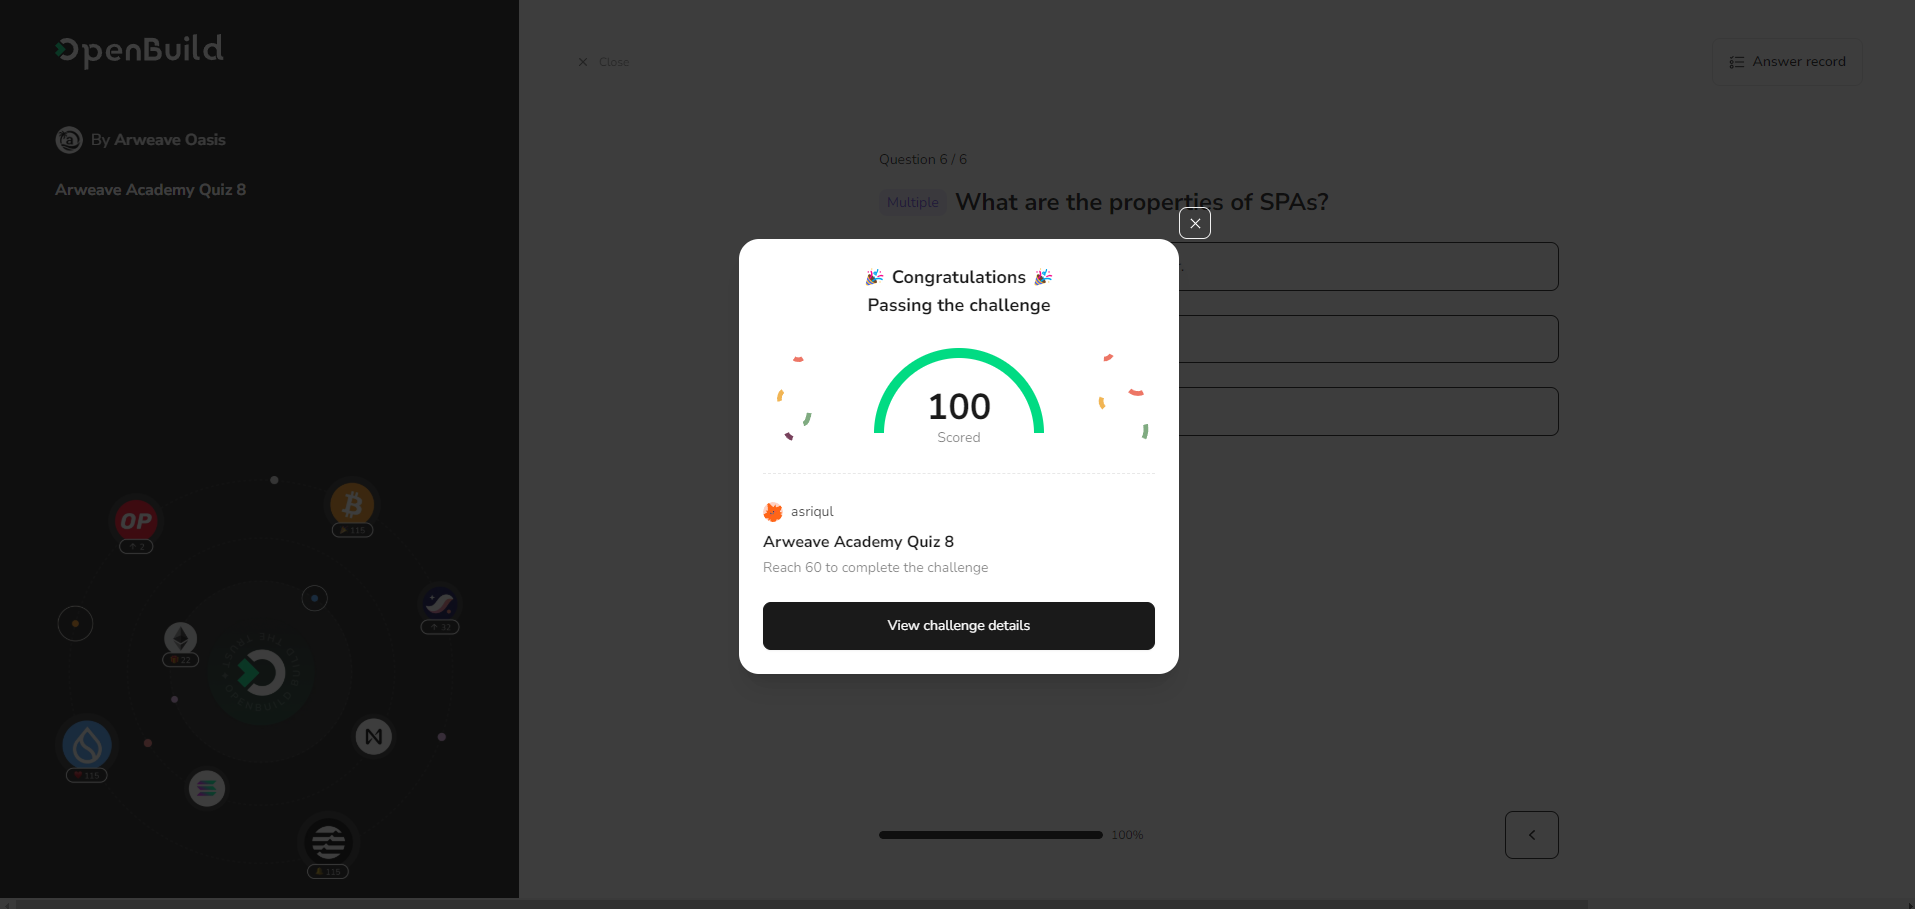 OpenBuild
By Arweave Oasis
Arweave Academy Quiz 8
OP
2
115
32
22
115
115
Close
Answer record
Question 6 / 6
Multiple What are the properties of SPAs?
🎉 Congratulations 🎉
Passing the challenge
100
Scored
asriqul
Arweave Academy Quiz 8
Reach 60 to complete the challenge
View challenge details
100%